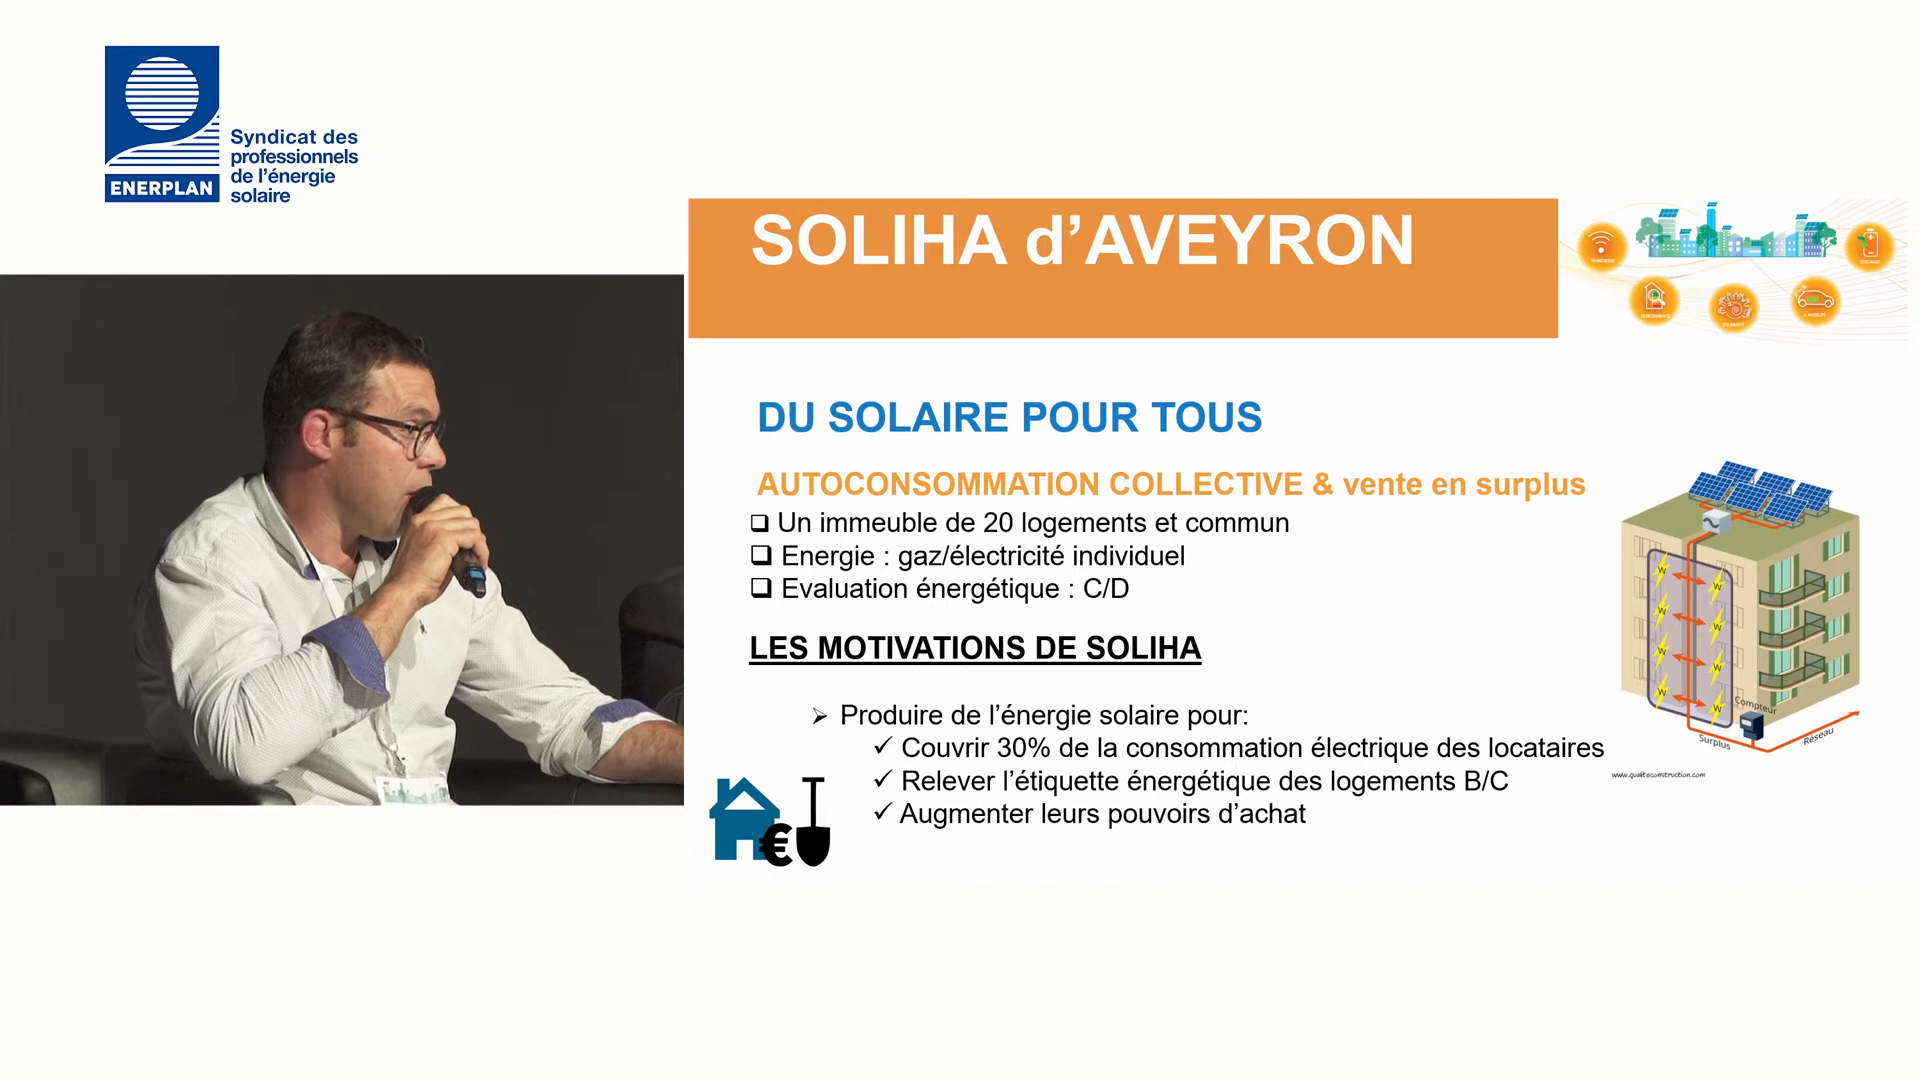 Syndicat des
professionnels
de l'énergie
solaire
ENERPLAN
SOLIHA d'AVEYRON
DU SOLAIRE POUR TOUS
AUTOCONSOMMATION COLLECTIVE & vente en surplus
Un immeuble de 20 logements et commun
Energie : gaz/électricité individuel
Evaluation énergétique : C/D
LES MOTIVATIONS DE SOLIHA
Produire de l'énergie solaire pour:
Couvrir 30% de la consommation électrique des locataires
Relever l'étiquette énergétique des logements B/C
Augmenter leurs pouvoirs d'achat
€
W W
W W
W W
W W
Compteur
Surplus
Réseau
www.qualiteconstruction.com